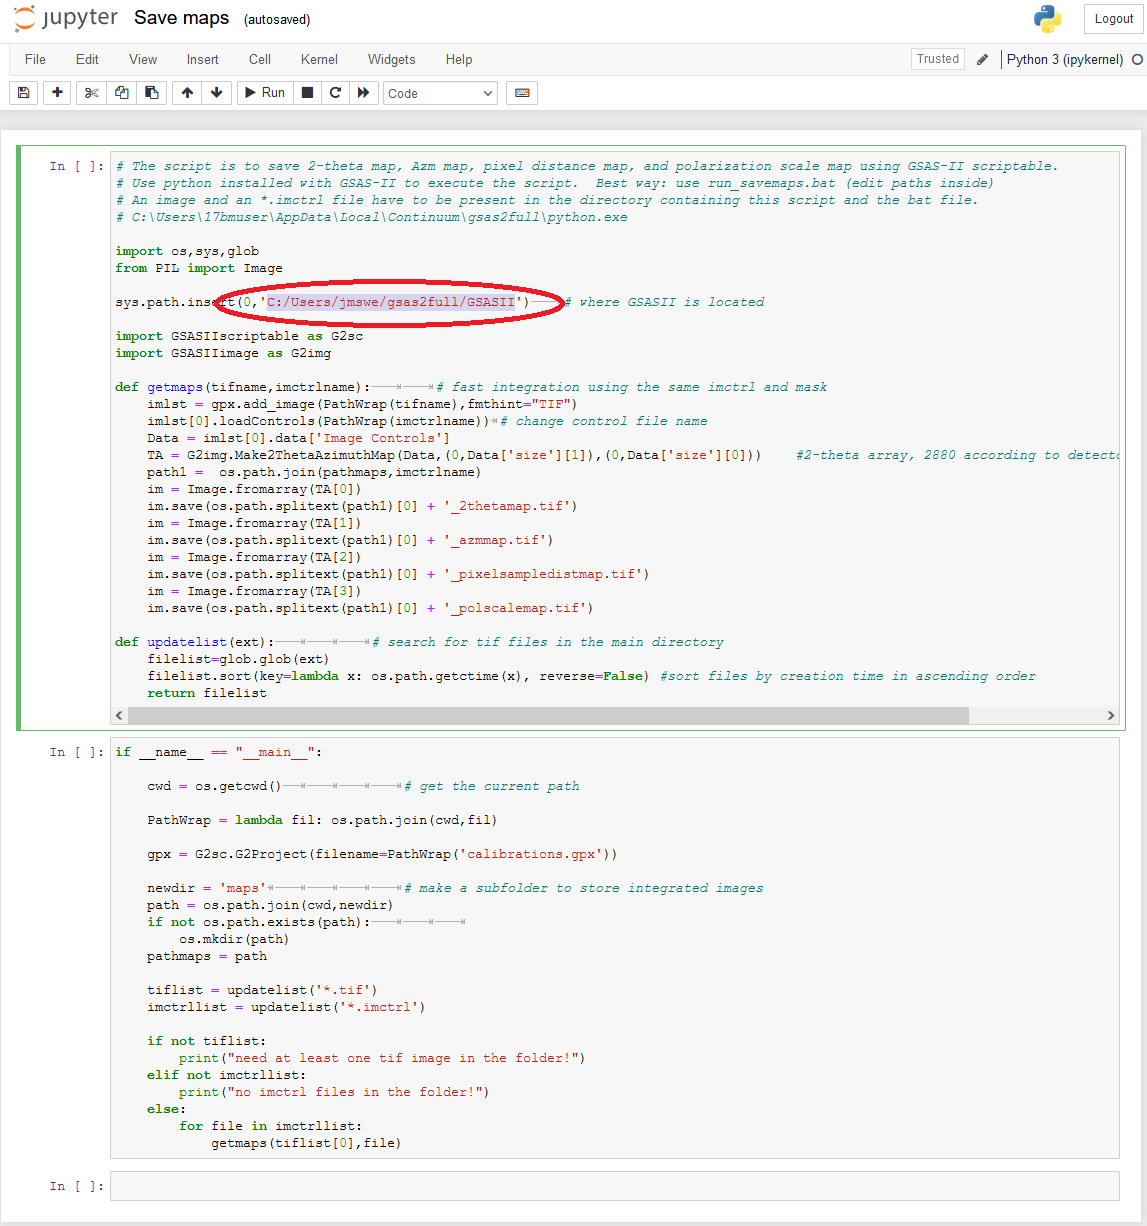 jupyter Save maps (autosaved)
Logout
File Edit View Insert Cell Kernel Widgets Help
Trusted Python 3 (ipykernel)
Run Code
In [ ]: # The script is to save 2-theta map, Azm map, pixel distance map, and polarization scale map using GSAS-II scriptable.
# Use python installed with GSAS-II to execute the script.  Best way: use run_savemaps.bat (edit paths inside)
# An image and an *.imctrl file have to be present in the directory containing this script and the bat file.
# C:\Users\17bmuser\AppData\Local\Continuum\gsas2full\python.exe
import os,sys,glob
from PIL import Image
sys.path.insert(0,'C:/Users/jmswe/gsas2full/GSASII') # where GSASII is located
import GSASIIscriptable as G2sc
import GSASIIimage as G2img
def getmaps(tifname,imctrlname): # fast integration using the same imctrl and mask
    imlst = gpx.add_image(PathWrap(tifname),fmthint="TIF")
    imlst[0].loadControls(PathWrap(imctrlname)) # change control file name
    Data = imlst[0].data['Image Controls']
    TA = G2img.Make2ThetaAzimuthMap(Data,(0,Data['size'][1]),(0,Data['size'][0]))    #2-theta array, 2880 according to
    path1 =  os.path.join(pathmaps,imctrlname)
    im = Image.fromarray(TA[0])
    im.save(os.path.splitext(path1)[0] + '_2thetamap.tif')
    im = Image.fromarray(TA[1])
    im.save(os.path.splitext(path1)[0] + '_azmmap.tif')
    im = Image.fromarray(TA[2])
    im.save(os.path.splitext(path1)[0] + '_pixelsampledistmap.tif')
    im = Image.fromarray(TA[3])
    im.save(os.path.splitext(path1)[0] + '_polscalemap.tif')
def updatelist(ext): # search for tif files in the main directory
    filelist=glob.glob(ext)
    filelist.sort(key=lambda x: os.path.getctime(x), reverse=False) #sort files by creation time in ascending order
    return filelist
In [ ]: if __name__ == "__main__":
    cwd = os.getcwd() # get the current path
    PathWrap = lambda fil: os.path.join(cwd,fil)
    gpx = G2sc.G2Project(filename=PathWrap('calibrations.gpx'))
    newdir = 'maps' # make a subfolder to store integrated images
    path = os.path.join(cwd,newdir)
    if not os.path.exists(path):
        os.mkdir(path)
    pathmaps = path
    tiflist = updatelist('*.tif')
    imctrllist = updatelist('*.imctrl')
    if not tiflist:
        print("need at least one tif image in the folder!")
    elif not imctrllist:
        print("no imctrl files in the folder!")
    else:
        for file in imctrllist:
            getmaps(tiflist[0],file)
In [ ]: